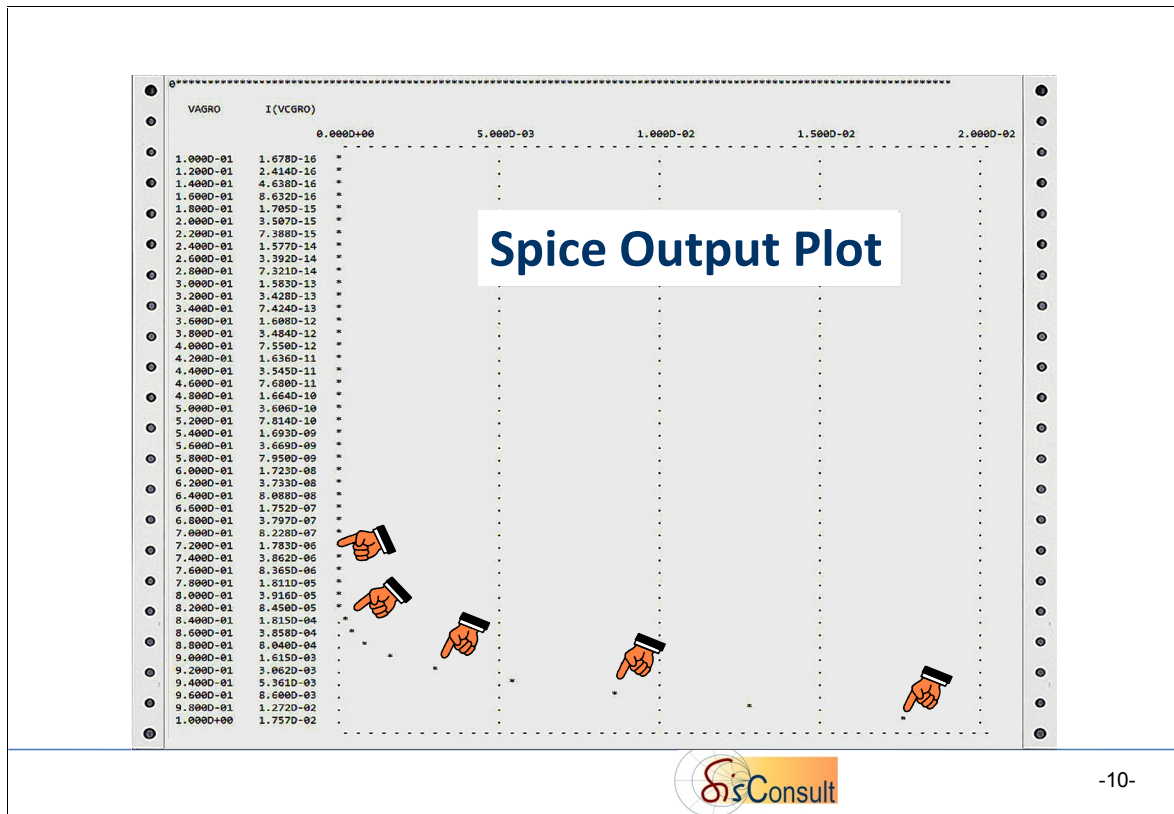 0*************************************************************************************************
VAGRO I(VCGRO)
0.000D+00 5.000D-03 1.000D-02 1.500D-02 2.000D-02
1.000D-01 1.678D-16 *
1.200D-01 2.414D-16 *
1.400D-01 4.638D-16 *
1.600D-01 8.632D-16 *
1.800D-01 1.705D-15 *
2.000D-01 3.507D-15 *
2.200D-01 7.388D-15 *
2.400D-01 1.577D-14 *
2.600D-01 3.392D-14 *
2.800D-01 7.321D-14 *
3.000D-01 1.583D-13 *
3.200D-01 3.428D-13 *
3.400D-01 7.424D-13 *
3.600D-01 1.608D-12 *
3.800D-01 3.484D-12 *
4.000D-01 7.550D-12 *
4.200D-01 1.636D-11 *
4.400D-01 3.545D-11 *
4.600D-01 7.680D-11 *
4.800D-01 1.664D-10 *
5.000D-01 3.606D-10 *
5.200D-01 7.814D-10 *
5.400D-01 1.693D-09 *
5.600D-01 3.669D-09 *
5.800D-01 7.950D-09 *
6.000D-01 1.723D-08 *
6.200D-01 3.733D-08 *
6.400D-01 8.088D-08 *
6.600D-01 1.752D-07 *
6.800D-01 3.797D-07 *
7.000D-01 8.228D-07 *
7.200D-01 1.783D-06
7.400D-01 3.862D-06 *
7.600D-01 8.365D-06 *
7.800D-01 1.811D-05 *
8.000D-01 3.916D-05 *
8.200D-01 8.450D-05 *
8.400D-01 1.815D-04 .*
8.600D-01 3.858D-04 . *
8.800D-01 8.040D-04 . *
9.000D-01 1.615D-03 . *
9.200D-01 3.062D-03 . *
9.400D-01 5.361D-03 . *
9.600D-01 8.600D-03 . *
9.800D-01 1.272D-02 . *
1.000D+00 1.757D-02 . *
Spice Output Plot
SisConsult
-10-